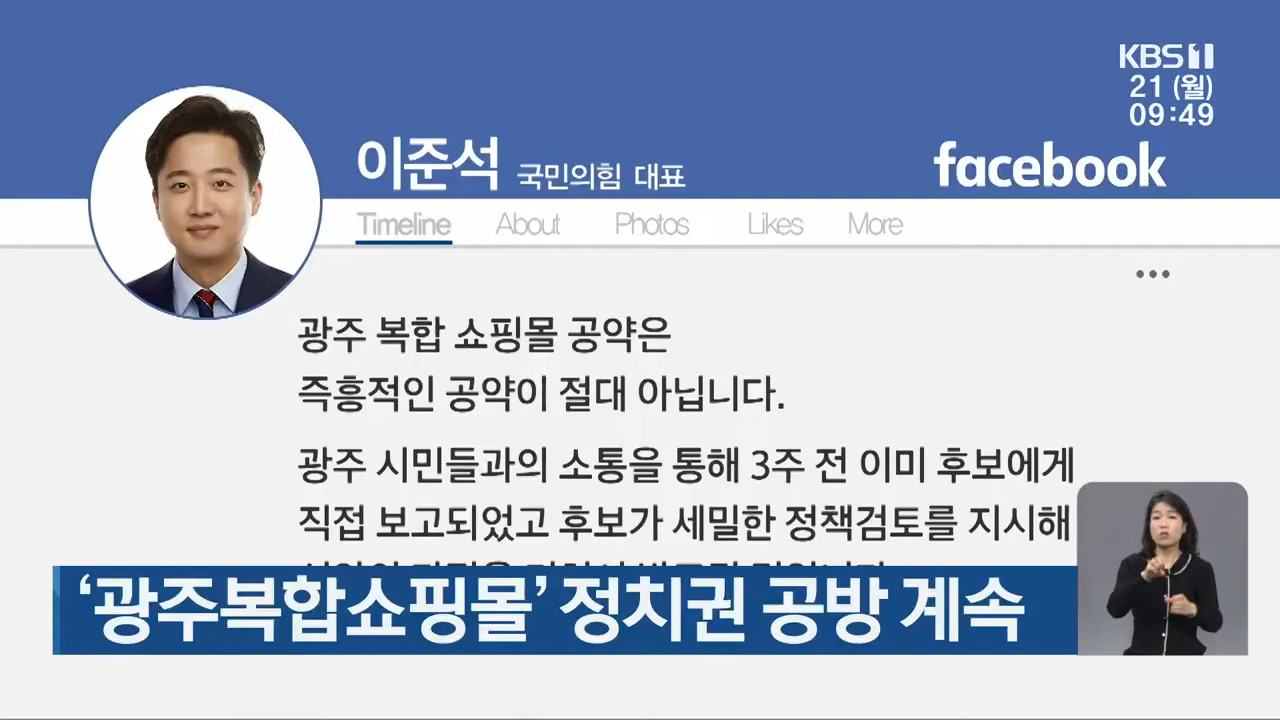 KBS 1
21 (월)
09:49
이준석 국민의힘 대표
facebook
Timeline About Photos Likes More
광주 복합 쇼핑몰 공약은
즉흥적인 공약이 절대 아닙니다.
광주 시민들과의 소통을 통해 3주 전 이미 후보에게
직접 보고되었고 후보가 세밀한 정책검토를 지시해
‘광주복합쇼핑몰’ 정치권 공방 계속